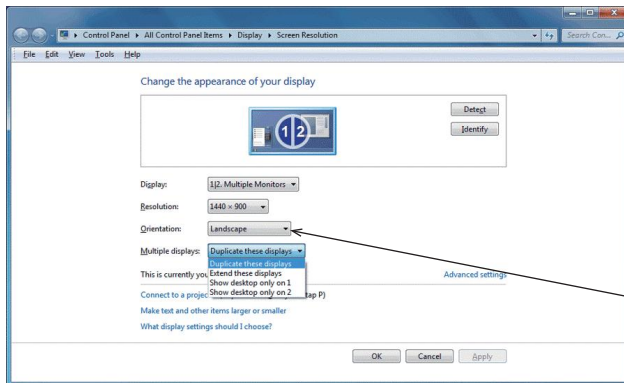 Control Panel ▸ All Control Panel Items ▸ Display ▸ Screen Resolution
Search Con...
File Edit View Tools Help
Change the appearance of your display
1 2
Detect
Identify
Display: 1|2. Multiple Monitors
Resolution: 1440 × 900
Orientation: Landscape
Multiple displays: Duplicate these displays
Duplicate these displays
Extend these displays
Show desktop only on 1
Show desktop only on 2
This is currently you
Advanced settings
Connect to a projec tap P)
Make text and other items larger or smaller
What display settings should I choose?
OK Cancel Apply